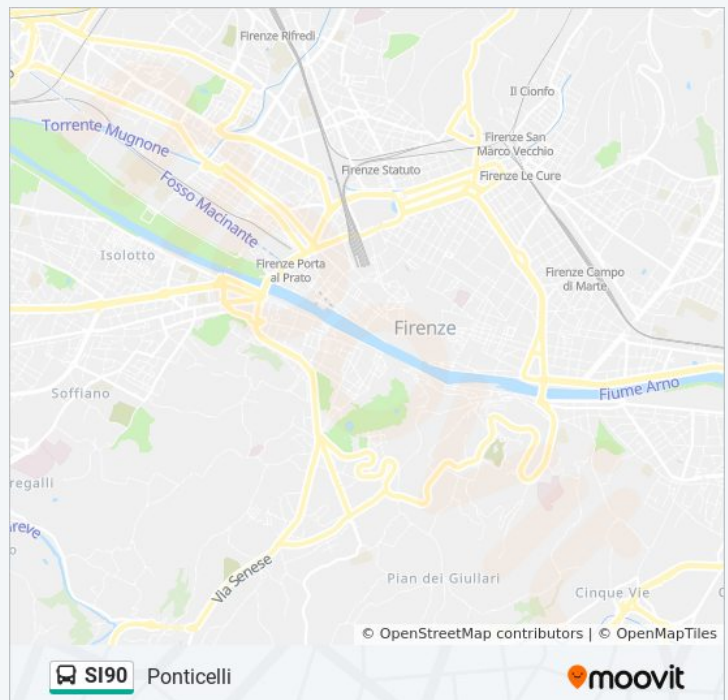 Firenze Rifredi
Il Cionfo
Torrente Mugnone
Firenze San
Marco Vecchio
Firenze Statuto
Firenze Le Cure
Fosso Macinante
Isolotto
Firenze Porta
al Prato
Firenze Campo
di Marte
Firenze
Soffiano
Fiume Arno
regalli
reve
Via Senese
Pian dei Giullari
Cinque Vie
© OpenStreetMap contributors | © OpenMapTiles
SI90 Ponticelli
moovit